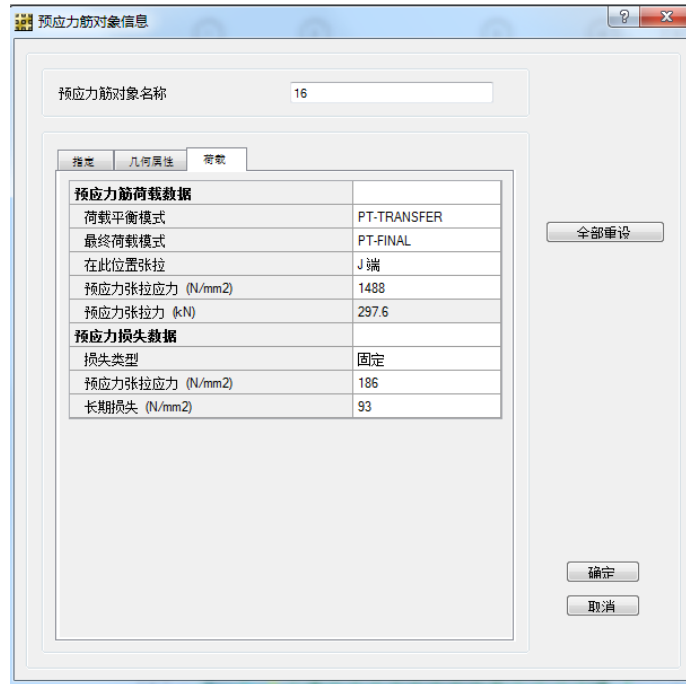 预应力筋对象信息
预应力筋对象名称 16
指定 几何属性 荷载
预应力筋荷载数据
荷载平衡模式 PT-TRANSFER
最终荷载模式 PT-FINAL
在此位置张拉 J 端
预应力张拉应力 (N/mm2) 1488
预应力张拉力 (kN) 297.6
预应力损失数据
损失类型 固定
预应力张拉应力 (N/mm2) 186
长期损失 (N/mm2) 93
全部重设
确定
取消